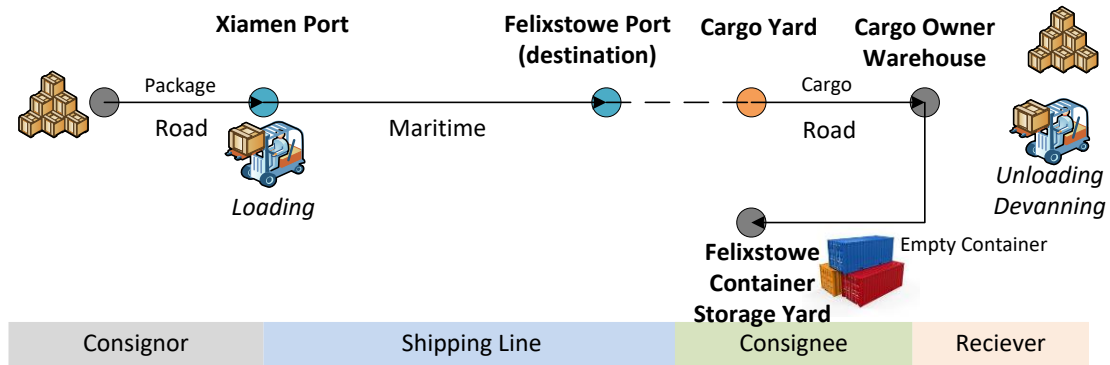 Xiamen Port
Felixstowe Port
(destination)
Cargo Yard
Cargo Owner
Warehouse
Package
Cargo
Road
Maritime
Road
Loading
Unloading
Devanning
Felixstowe
Container
Storage Yard
Empty Container
Consignor
Shipping Line
Consignee
Reciever